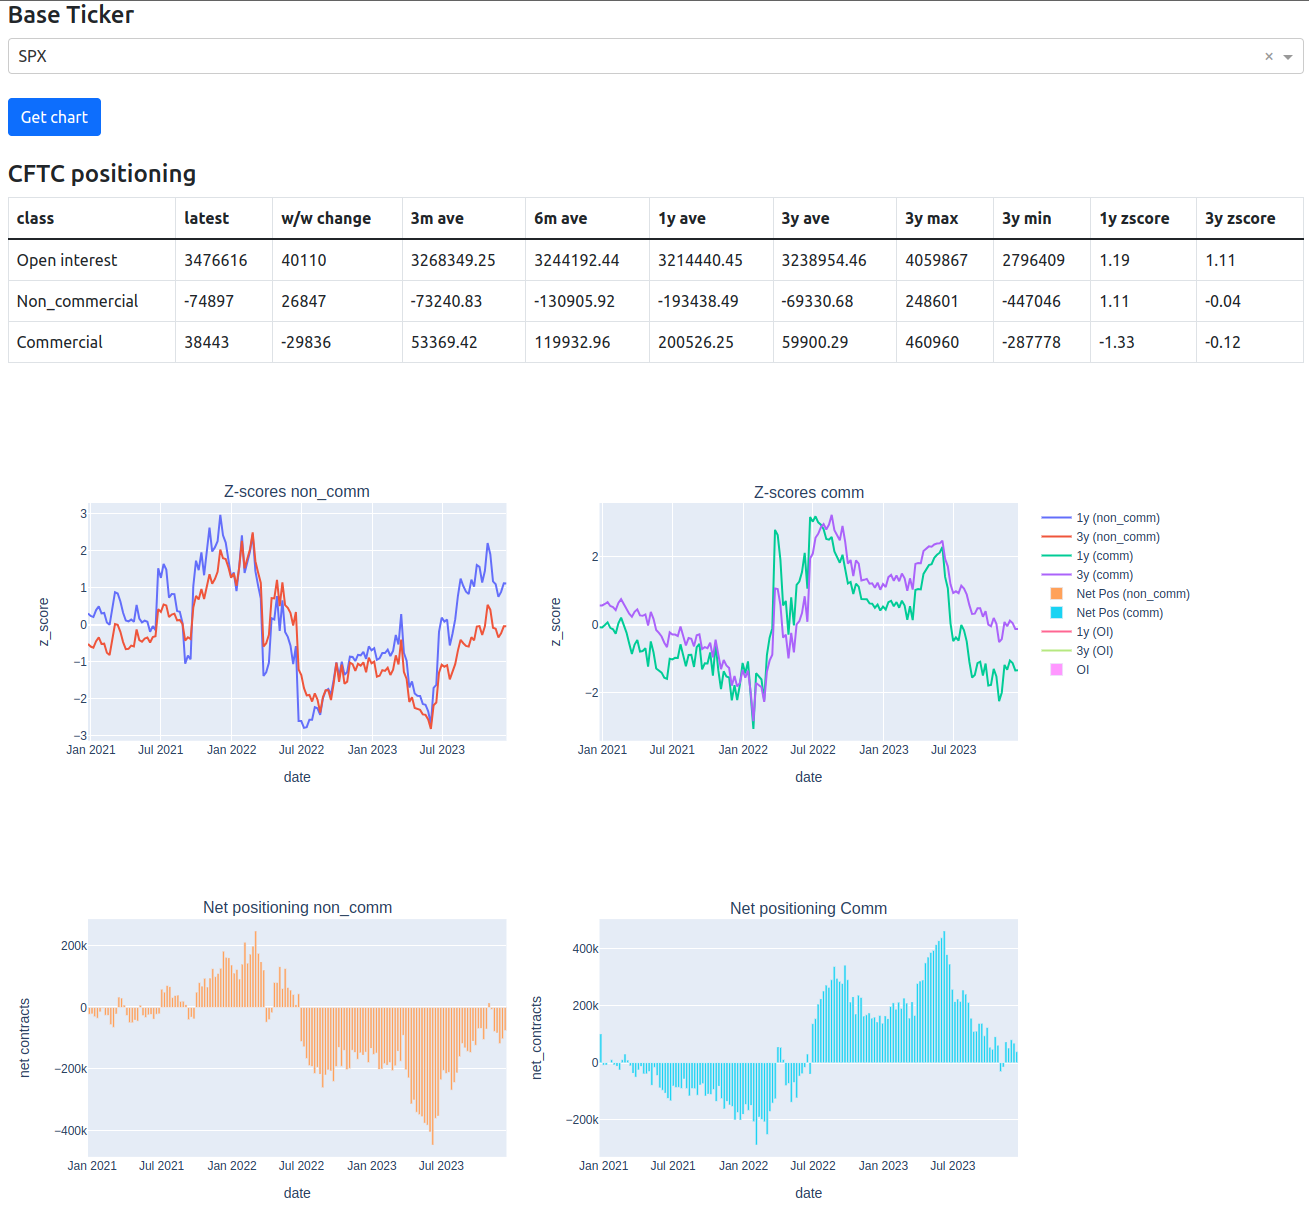 Base Ticker
SPX × 
Get chart
CFTC positioning
class latest w/w change 3m ave 6m ave 1y ave 3y ave 3y max 3y min 1y zscore 3y zscore
Open interest 3476616 40110 3268349.25 3244192.44 3214440.45 3238954.46 4059867 2796409 1.19 1.11
Non_commercial -74897 26847 -73240.83 -130905.92 -193438.49 -69330.68 248601 -447046 1.11 -0.04
Commercial 38443 -29836 53369.42 119932.96 200526.25 59900.29 460960 -287778 -1.33 -0.12
Z-scores non_comm
3
2
1
0
−1
−2
−3
z_score
Jan 2021 Jul 2021 Jan 2022 Jul 2022 Jan 2023 Jul 2023
date
Z-scores comm
2
0
−2
z_score
Jan 2021 Jul 2021 Jan 2022 Jul 2022 Jan 2023 Jul 2023
date
1y (non_comm)
3y (non_comm)
1y (comm)
3y (comm)
Net Pos (non_comm)
Net Pos (comm)
1y (OI)
3y (OI)
OI
Net positioning non_comm
200k
0
−200k
−400k
net contracts
Jan 2021 Jul 2021 Jan 2022 Jul 2022 Jan 2023 Jul 2023
date
Net positioning Comm
400k
200k
0
−200k
net_contracts
Jan 2021 Jul 2021 Jan 2022 Jul 2022 Jan 2023 Jul 2023
date